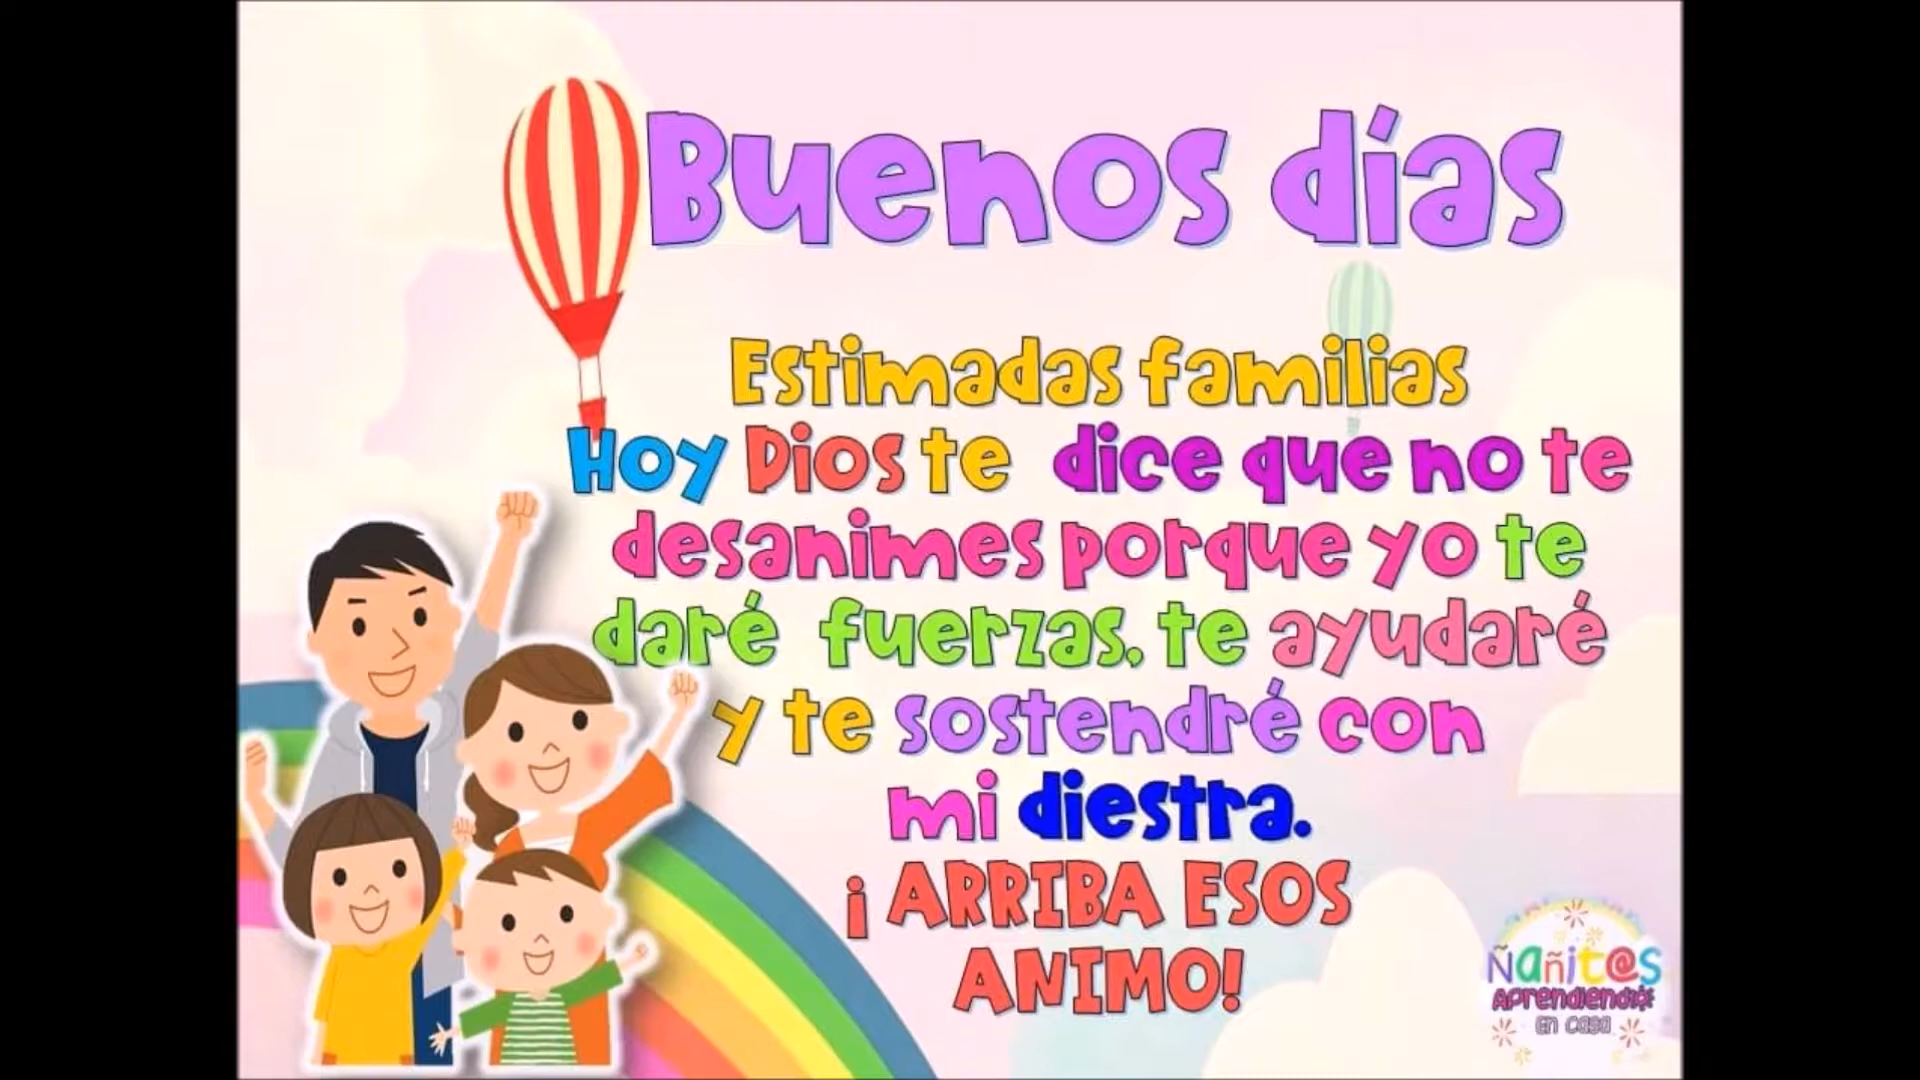 Buenos días
Estimadas familias
Hoy Dios te dice que no te
desanimes porque yo te
daré fuerzas, te ayudaré
y te sostendré con
mi diestra.
¡ ARRIBA ESOS
ANIMO!
Ñañit@s
Aprendiendo
en casa